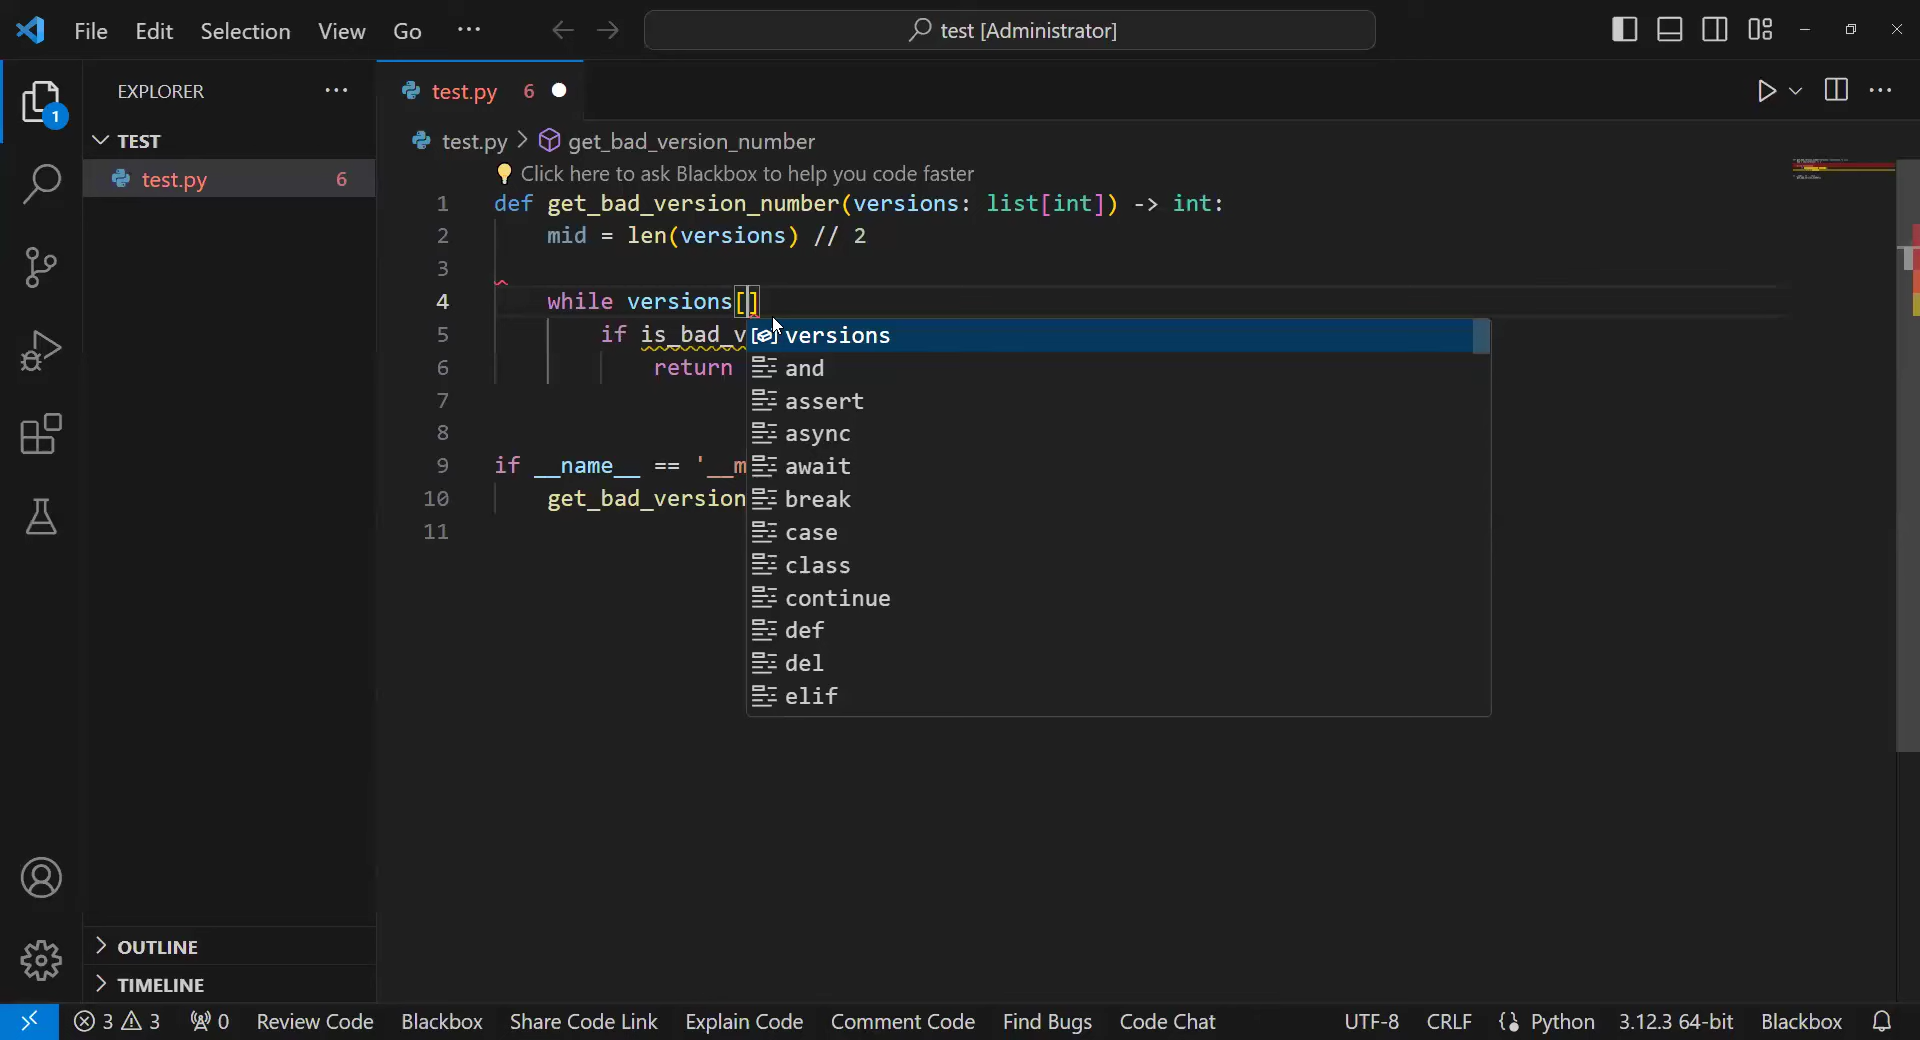 File Edit Selection View Go ··· test [Administrator]
EXPLORER ···
TEST
test.py 6
1
OUTLINE
TIMELINE
test.py 6
test.py > get_bad_version_number
Click here to ask Blackbox to help you code faster
1 def get_bad_version_number(versions: list[int]) -> int:
2 mid = len(versions) // 2
3
4 while versions[]
5 if is_bad_v
6 return
7
8
9 if __name__ == '__m
10 get_bad_version
11
versions
and
assert
async
await
break
case
class
continue
def
del
elif
3 3 0 Review Code Blackbox Share Code Link Explain Code Comment Code Find Bugs Code Chat UTF-8 CRLF Python 3.12.3 64-bit Blackbox